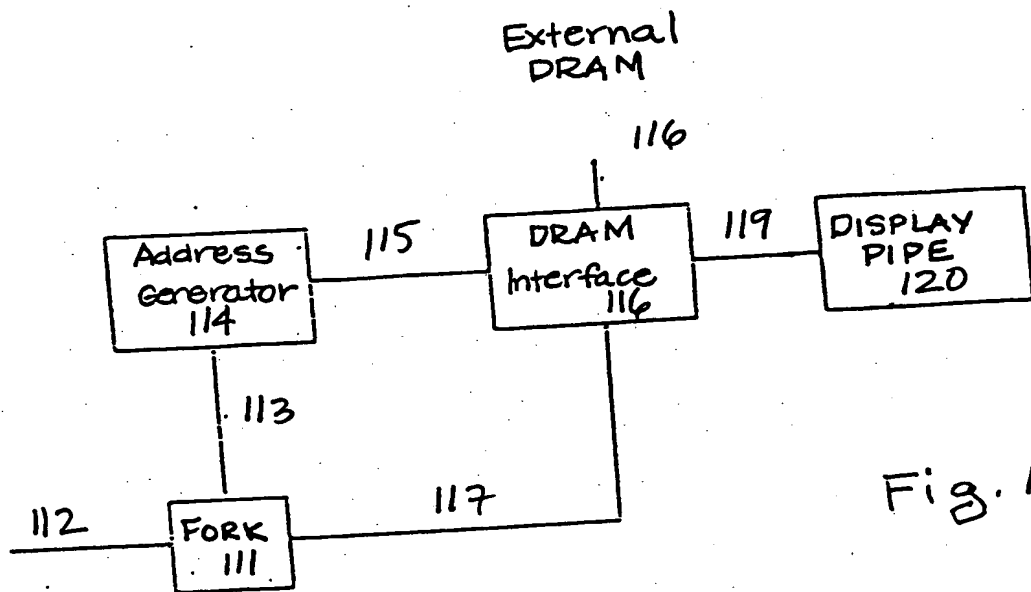 External
DRAM
116
Address
Generator
114
115
DRAM
Interface
116
119
DISPLAY
PIPE
120
113
112
FORK
111
117
Fig.